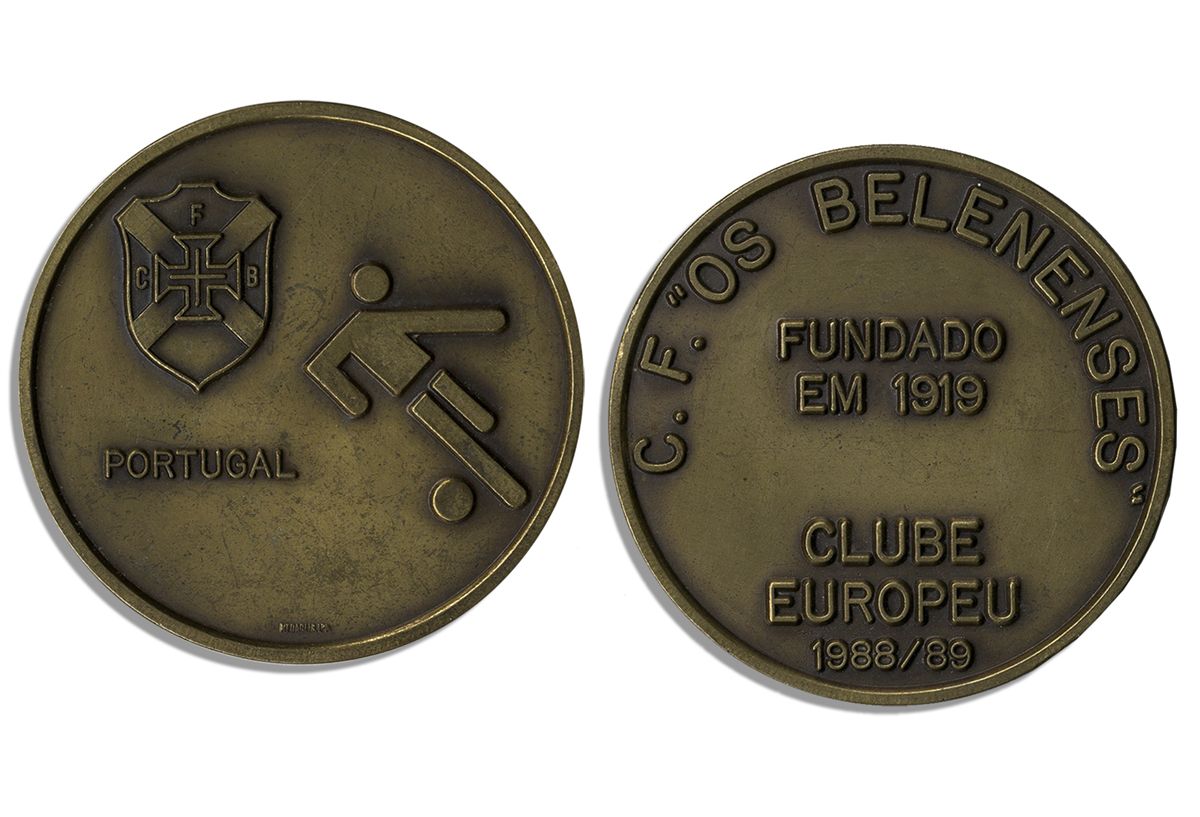 F
C B
PORTUGAL
C. F. "OS BELENENSES"
FUNDADO
EM 1919
CLUBE
EUROPEU
1988/89